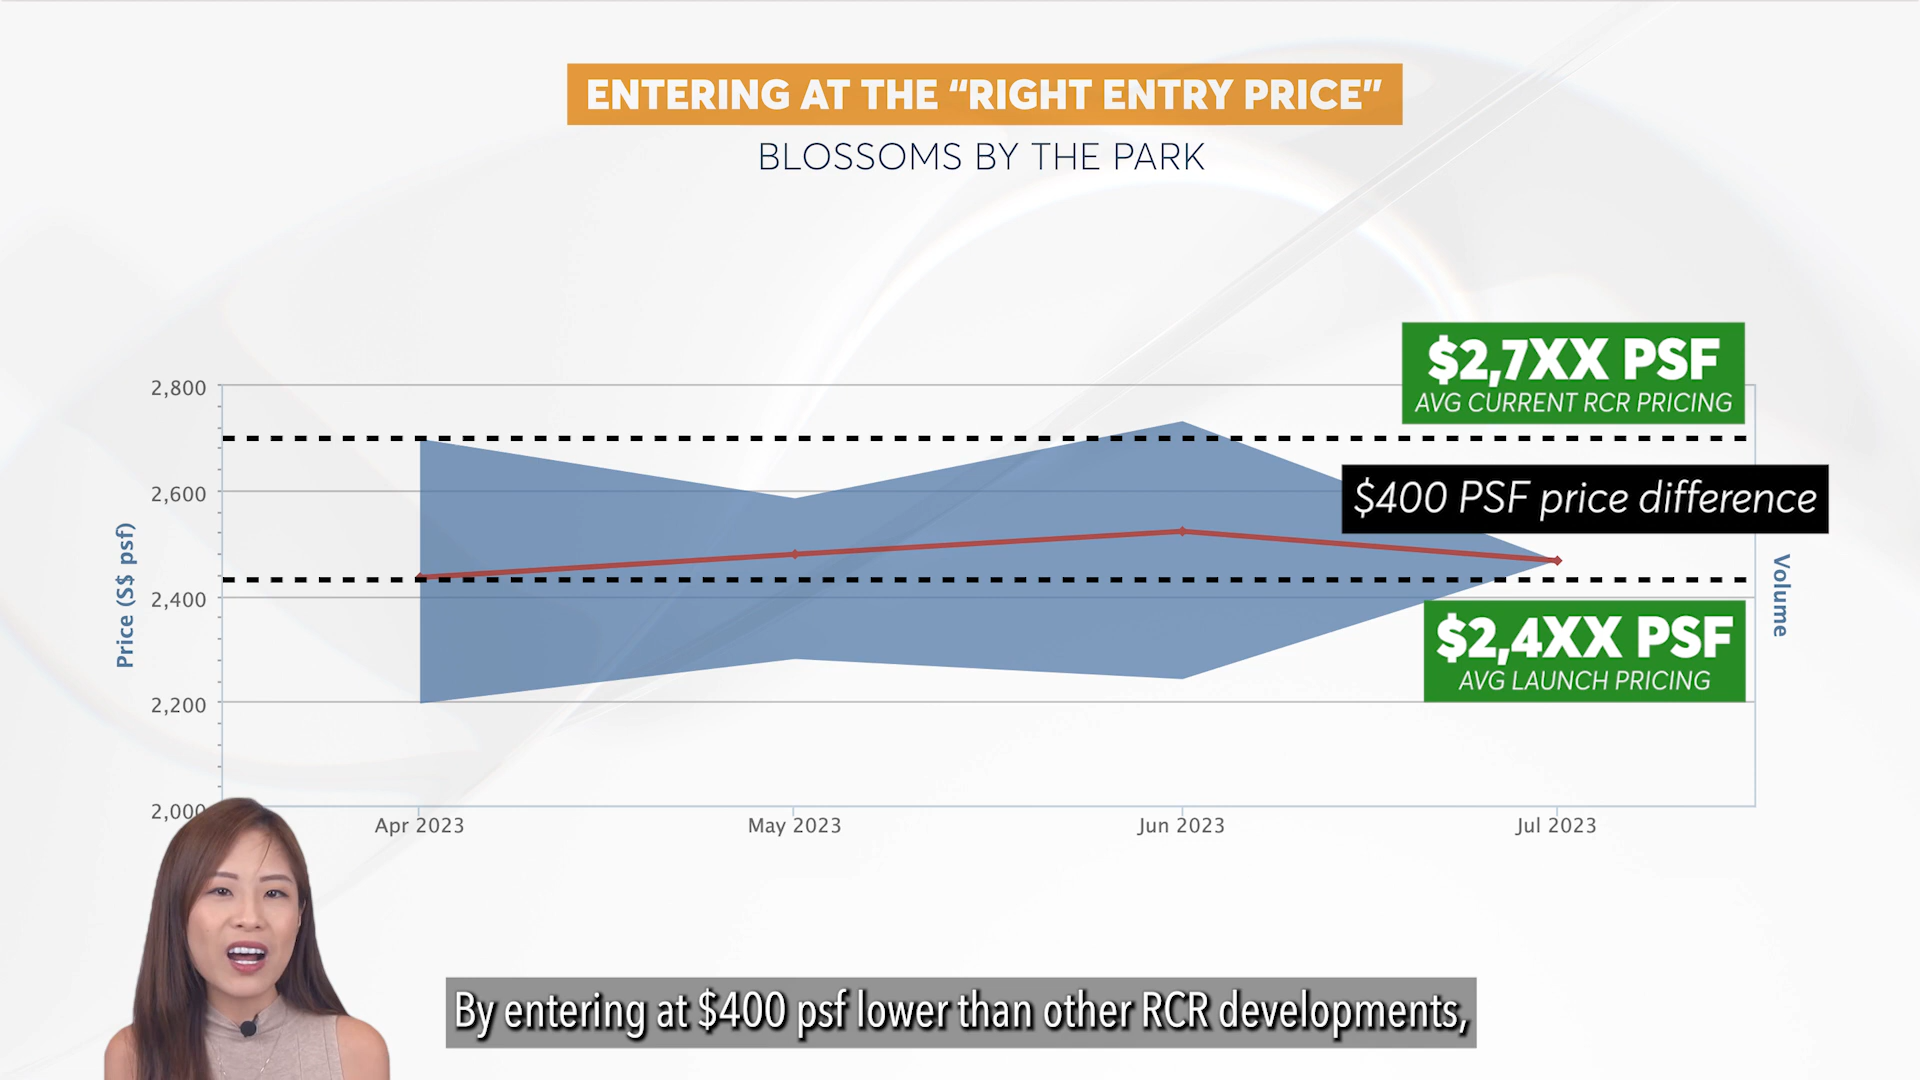 ENTERING AT THE “RIGHT ENTRY PRICE”
BLOSSOMS BY THE PARK
$2,7XX PSF
AVG CURRENT RCR PRICING
$400 PSF price difference
$2,4XX PSF
AVG LAUNCH PRICING
Price (S$ psf)
2,800
2,600
2,400
2,200
2,000
Volume
Apr 2023
May 2023
Jun 2023
Jul 2023
By entering at $400 psf lower than other RCR developments,